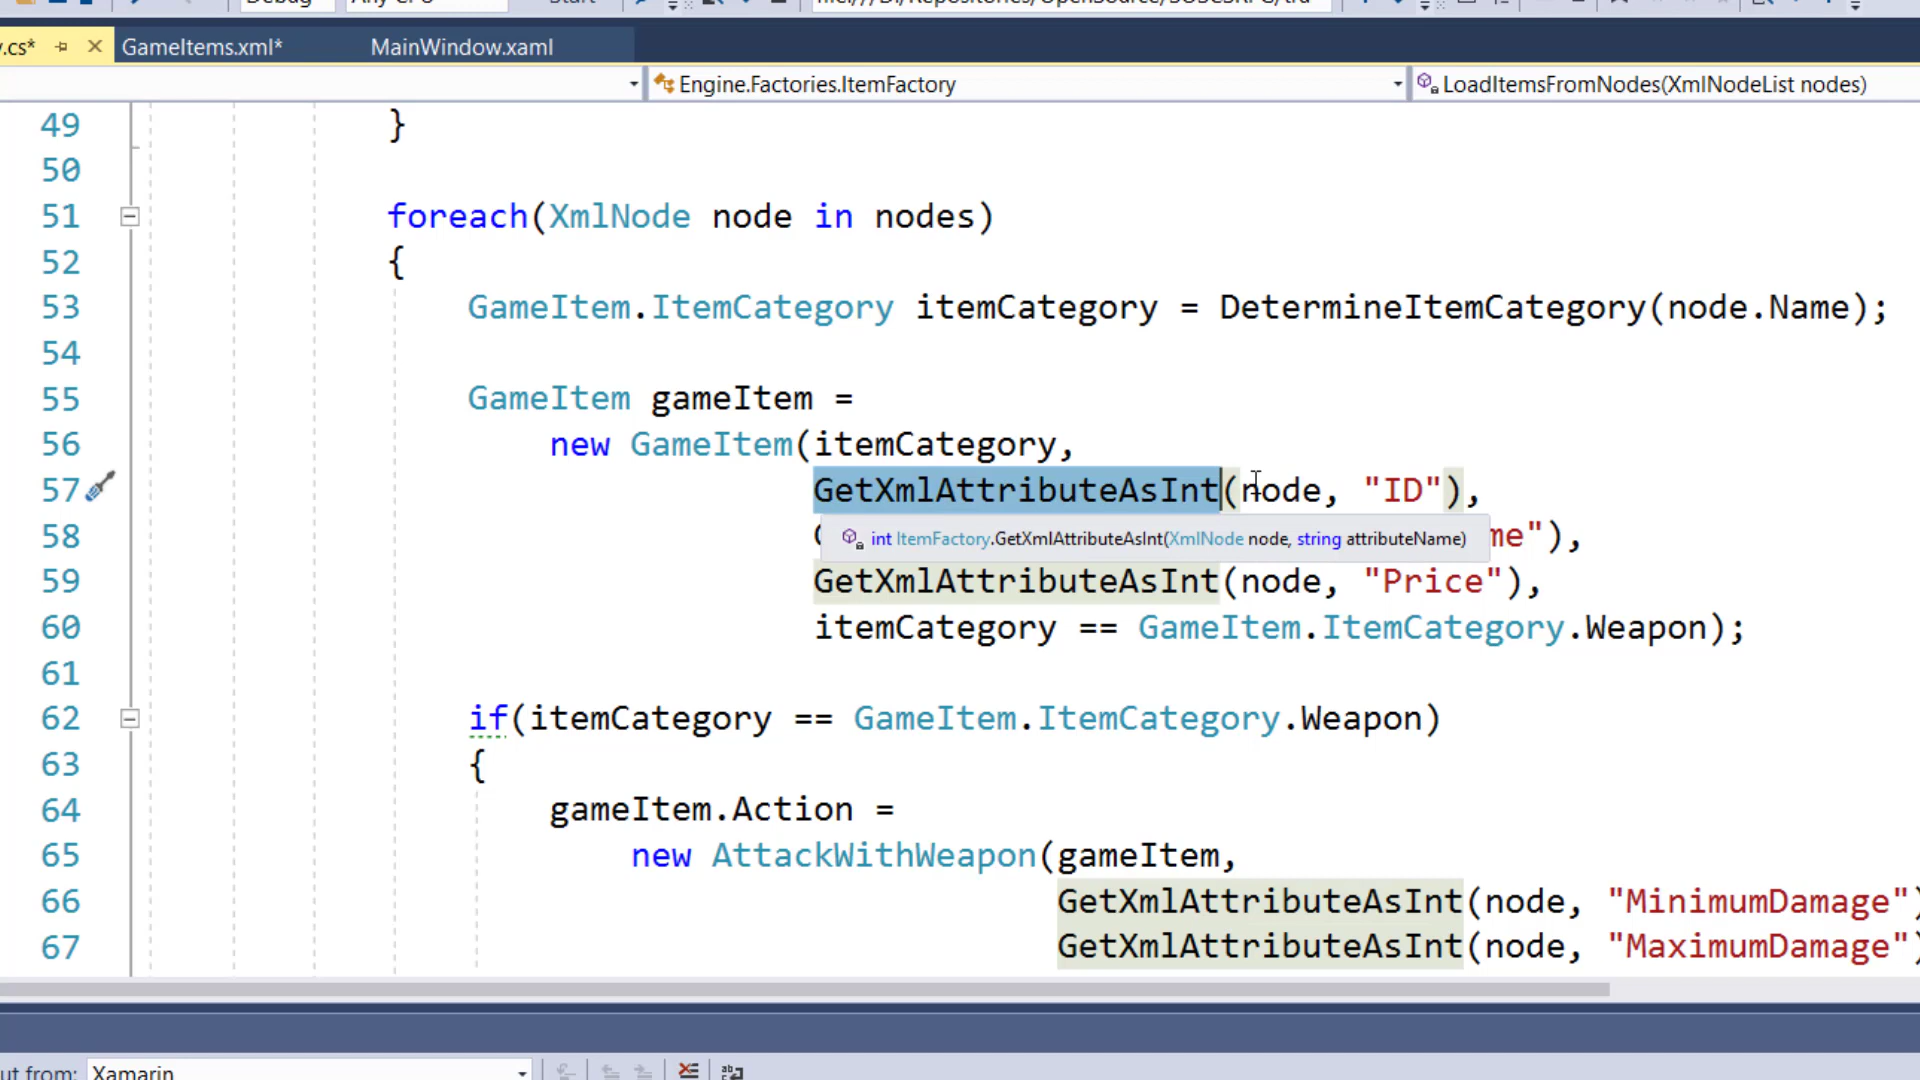 Debug Any CPU Start
.cs* GameItems.xml* MainWindow.xaml
Engine.Factories.ItemFactory LoadItemsFromNodes(XmlNodeList nodes)
49 }
50
51 foreach(XmlNode node in nodes)
52 {
53 GameItem.ItemCategory itemCategory = DetermineItemCategory(node.Name);
54
55 GameItem gameItem =
56 new GameItem(itemCategory,
57 GetXmlAttributeAsInt(node, "ID"),
58 me"),
int ItemFactory.GetXmlAttributeAsInt(XmlNode node, string attributeName)
59 GetXmlAttributeAsInt(node, "Price"),
60 itemCategory == GameItem.ItemCategory.Weapon);
61
62 if(itemCategory == GameItem.ItemCategory.Weapon)
63 {
64 gameItem.Action =
65 new AttackWithWeapon(gameItem,
66 GetXmlAttributeAsInt(node, "MinimumDamage")
67 GetXmlAttributeAsInt(node, "MaximumDamage")
ut from: Xamarin